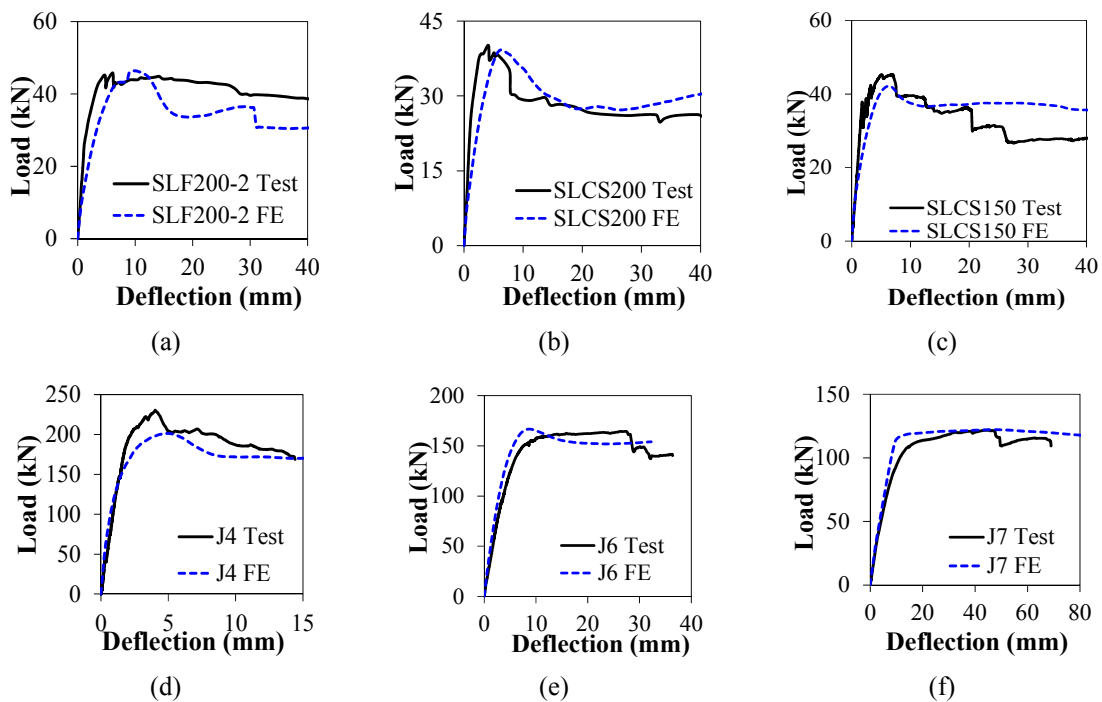 60
40
20
0
Load (kN)
0 10 20 30 40
Deflection (mm)
SLF200-2 Test
SLF200-2 FE
(a)
45
30
15
0
Load (kN)
0 10 20 30 40
Deflection (mm)
SLCS200 Test
SLCS200 FE
(b)
60
40
20
0
Load (kN)
0 10 20 30 40
Deflection (mm)
SLCS150 Test
SLCS150 FE
(c)
250
200
150
100
50
0
Load (kN)
0 5 10 15
Deflection (mm)
J4 Test
J4 FE
(d)
200
150
100
50
0
Load (kN)
0 10 20 30 40
Deflection (mm)
J6 Test
J6 FE
(e)
150
100
50
0
Load (kN)
0 20 40 60 80
Deflection (mm)
J7 Test
J7 FE
(f)